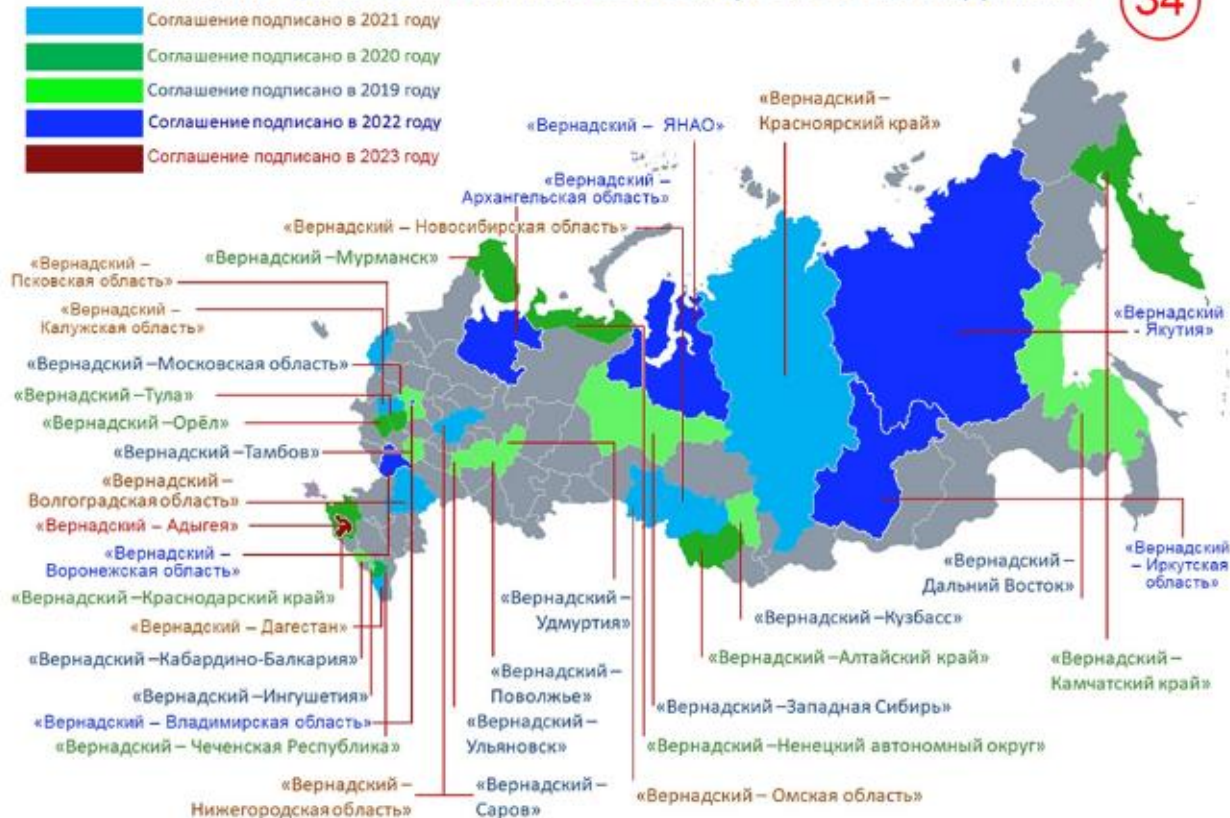 34
Соглашение подписано в 2021 году
Соглашение подписано в 2020 году
Соглашение подписано в 2019 году
Соглашение подписано в 2022 году
Соглашение подписано в 2023 году
«Вернадский –
Красноярский край»
«Вернадский – ЯНАО»
«Вернадский –
Архангельская область»
«Вернадский – Новосибирская область»
«Вернадский –Мурманск»
«Вернадский –
Псковская область»
«Вернадский –
Калужская область»
«Вернадский
- Якутия»
«Вернадский –Московская область»
«Вернадский –Тула»
«Вернадский –Орёл»
«Вернадский –Тамбов»
«Вернадский –
Волгоградская область»
«Вернадский – Адыгея»
«Вернадский –
Воронежская область»
«Вернадский –Краснодарский край»
«Вернадский – Дагестан»
«Вернадский –Кабардино-Балкария»
«Вернадский –Ингушетия»
«Вернадский – Владимирская область»
«Вернадский – Чеченская Республика»
«Вернадский –
Нижегородская область»
«Вернадский –
Саров»
«Вернадский –
Ульяновск»
«Вернадский –
Поволжье»
«Вернадский –
Удмуртия»
«Вернадский – Омская область»
«Вернадский –Ненецкий автономный округ»
«Вернадский –Западная Сибирь»
«Вернадский –Алтайский край»
«Вернадский –Кузбасс»
«Вернадский –
Дальний Восток»
«Вернадский
– Иркутская
область»
«Вернадский –
Камчатский край»